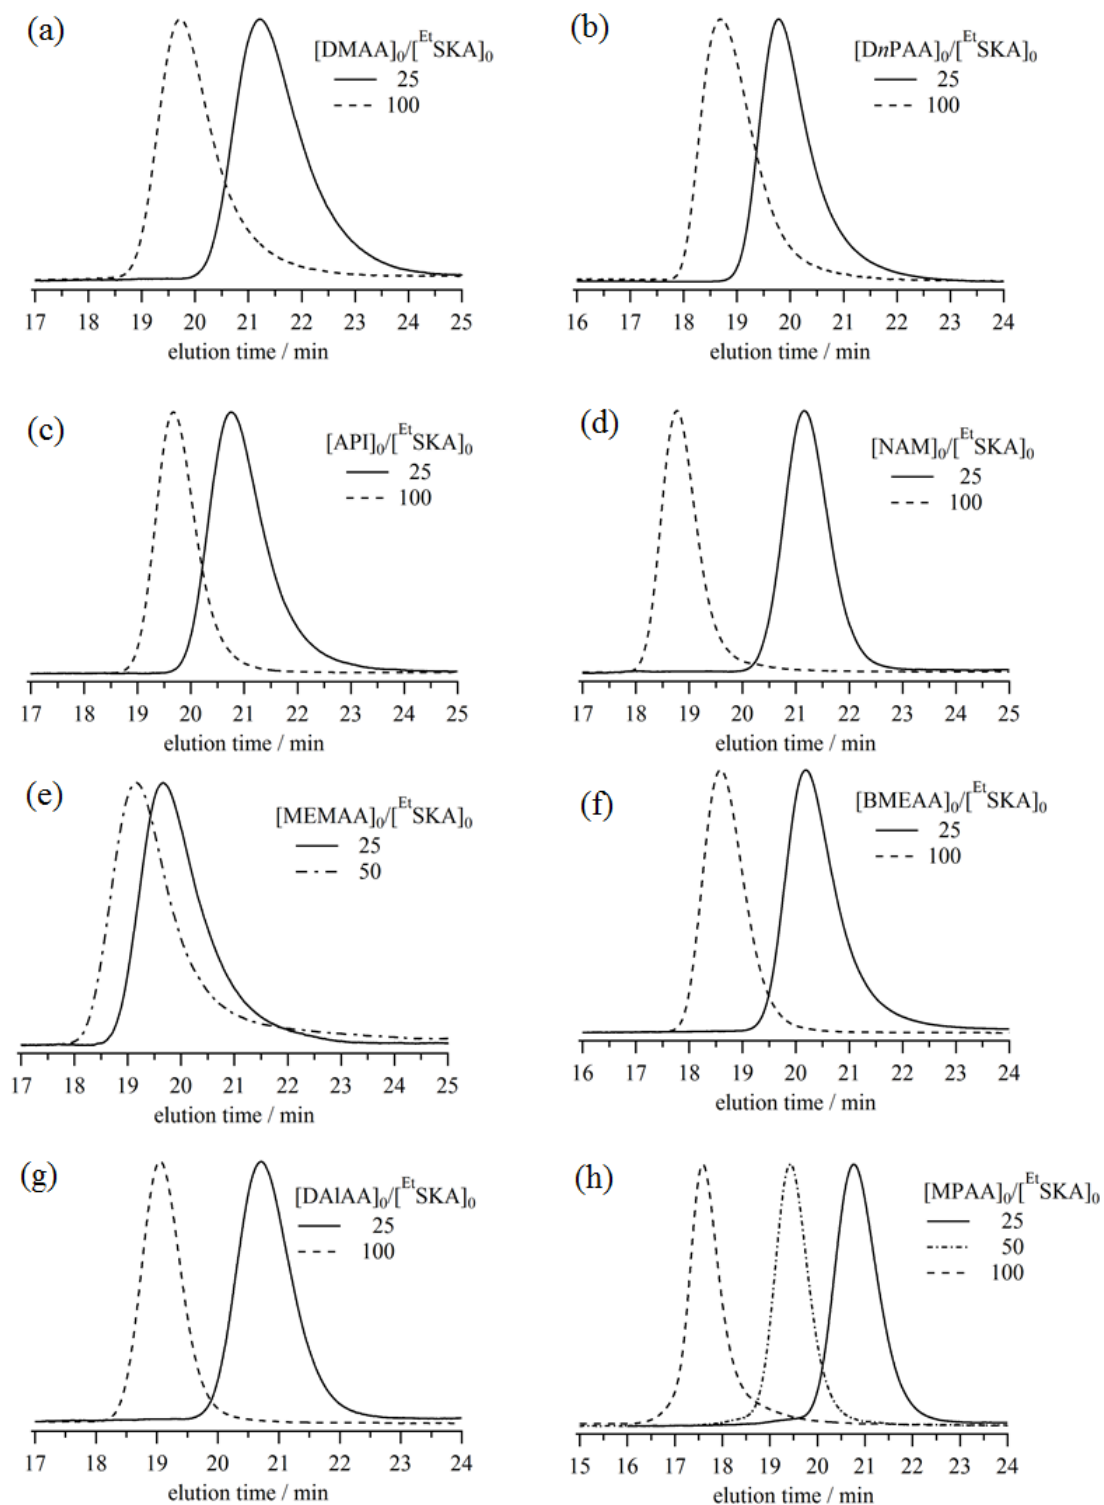 (a)
[DMAA]₀/[ᴱᵗSKA]₀
25
100
17 18 19 20 21 22 23 24 25
elution time / min
(b)
[DnPAA]₀/[ᴱᵗSKA]₀
25
100
16 17 18 19 20 21 22 23 24
elution time / min
(c)
[API]₀/[ᴱᵗSKA]₀
25
100
17 18 19 20 21 22 23 24 25
elution time / min
(d)
[NAM]₀/[ᴱᵗSKA]₀
25
100
17 18 19 20 21 22 23 24 25
elution time / min
(e)
[MEMAA]₀/[ᴱᵗSKA]₀
25
50
17 18 19 20 21 22 23 24 25
elution time / min
(f)
[BMEAA]₀/[ᴱᵗSKA]₀
25
100
16 17 18 19 20 21 22 23 24
elution time / min
(g)
[DAlAA]₀/[ᴱᵗSKA]₀
25
100
17 18 19 20 21 22 23 24
elution time / min
(h)
[MPAA]₀/[ᴱᵗSKA]₀
25
50
100
15 16 17 18 19 20 21 22 23 24
elution time / min